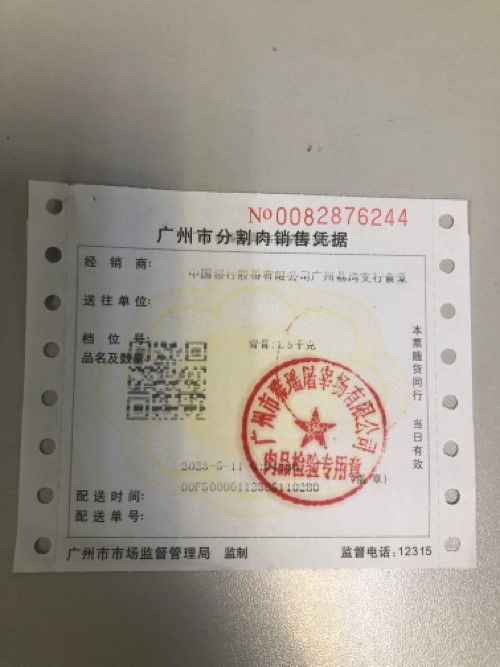 No0082876244
广州市分割肉销售凭据
经销商:
中国银行股份有限公司广州荔湾支行食堂
送往单位:
档位号:
品名及数量:
脊骨:1.5千克
本票随货同行 当日有效
广州市 屠宰场有限公司
肉品检验专用章
2023-5-11
配送时间:
配送单号:
广州市市场监督管理局 监制
监督电话:12315